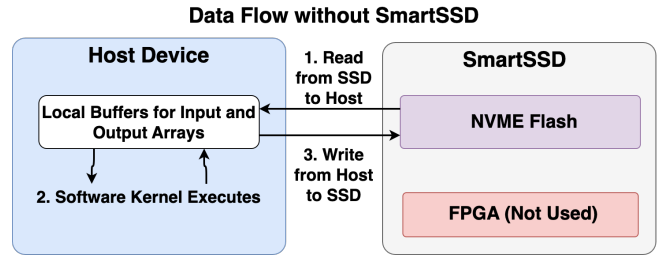 Data Flow without SmartSSD
Host Device
Local Buffers for Input and
Output Arrays
2. Software Kernel Executes
1. Read
from SSD
to Host
3. Write
from Host
to SSD
SmartSSD
NVME Flash
FPGA (Not Used)